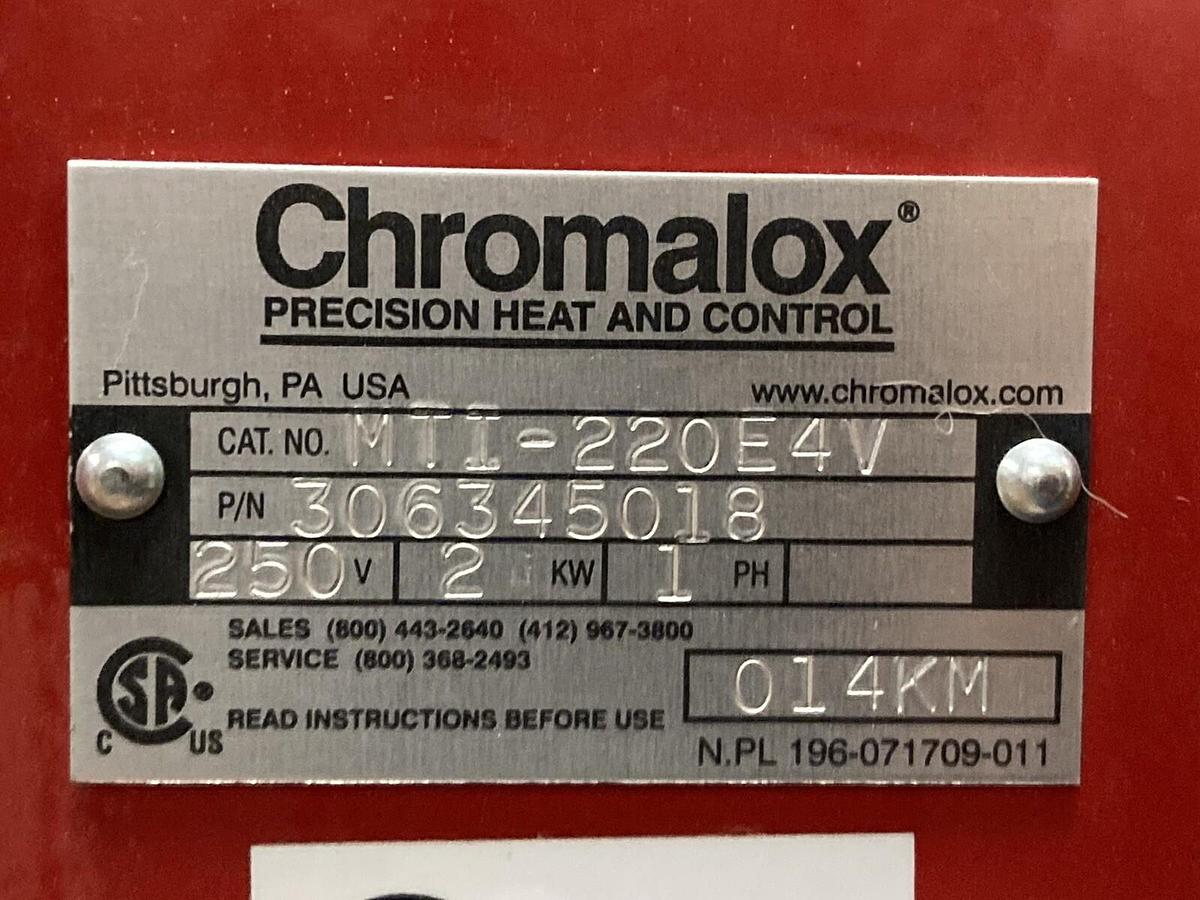 Chromalox®
PRECISION HEAT AND CONTROL
Pittsburgh, PA USA www.chromalox.com
CAT. NO. MTI-220E4V
P/N 306345018
250 V 2 KW 1 PH
SALES (800) 443-2640 (412) 967-3800
SERVICE (800) 368-2493
SA ®
C US
READ INSTRUCTIONS BEFORE USE
014KM
N.PL 196-071709-011